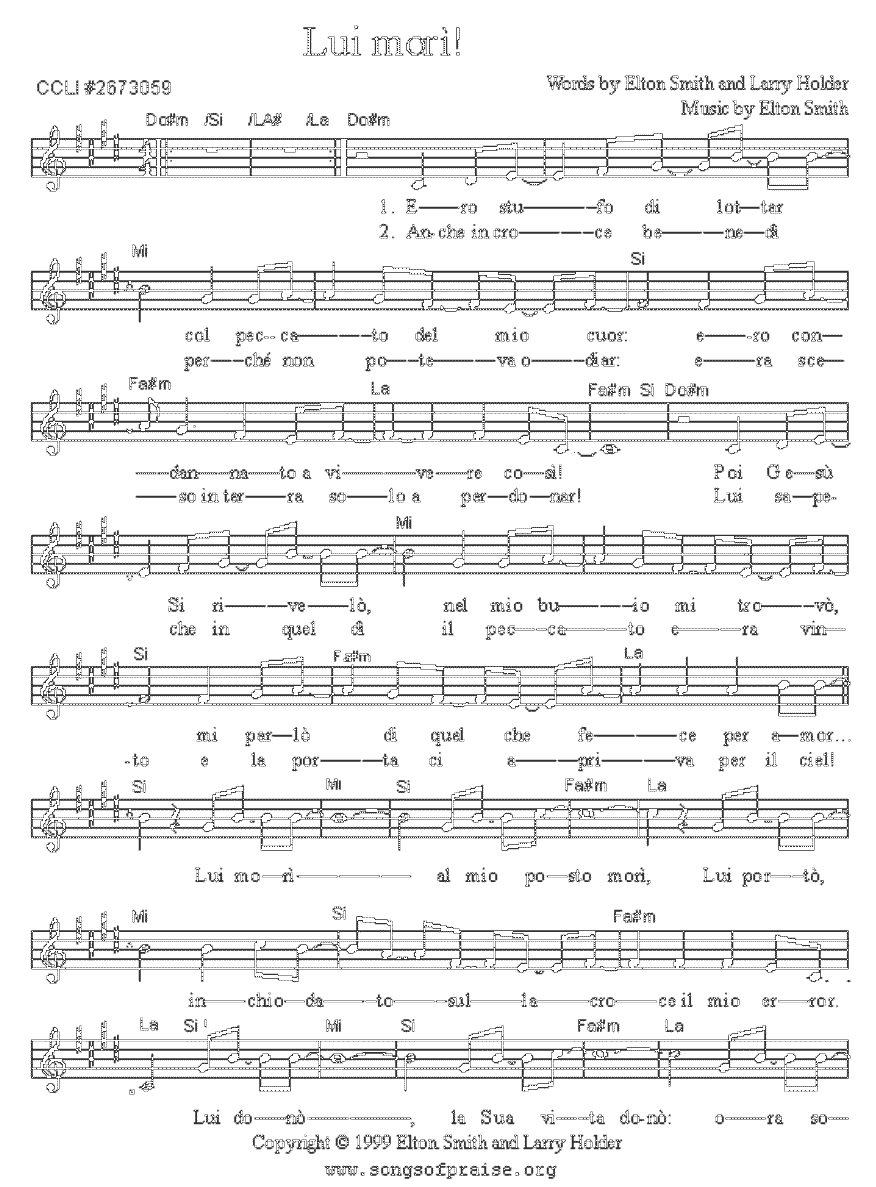 Lui morì!
CCLI #2673059
Words by Elton Smith and Larry Holder
Music by Elton Smith
Do#m /Si /LA# /La Do#m
1. E----ro stu------fo di lot--ter
2. An-che in cro------ce be----ne--dì
Mi Si
col pec--ca------to del mio cuor: e----ro con--
per---ché non po---te---va o---diar: e----ra sce--
Fa#m La Fa#m Si Do#m
---dan---na---to a vi------ve---re co--sì! Poi Ge--sù
---so in ter---ra so---lo a per--do--nar! Lui sa--pe-
Mi
Si ri-----ve---lò, nel mio bu-----io mi tro---vò,
che in quel dì il pec---ca-----to e----ra vin--
Si Fa#m La
mi par--lò di quel che fe-----ce per a--mor...
-to e la por-----ta ci a----pri-----va per il ciel!
Si Mi Si Fa#m La
Lui mo--rì------------ al mio po--sto morì, Lui por---tò,
Mi Si Fa#m
in-----chio--da---to-----sul-----la----cro----ce il mio er---ror.
La Si Mi Si Fa#m La
Lui do---nò------------, la Sua vi---ta do-nò: o----ra so--
Copyright © 1999 Elton Smith and Larry Holder
www.songsofpraise.org